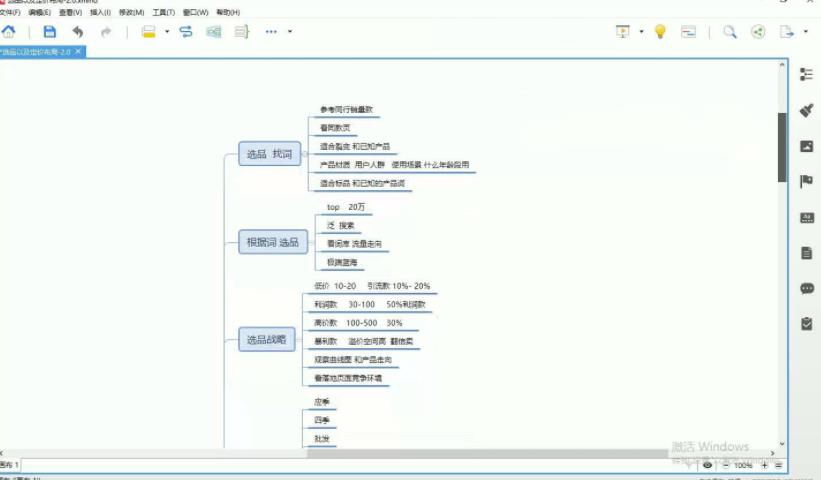 选品以及定价布局-2.0.xmind
文件(F) 编辑(E) 查看(V) 插入(I) 修改(M) 工具(T) 窗口(W) 帮助(H)
选品以及定价布局-2.0
选品 找词
参考同行销量款
看同款页
适合裂变 和已知产品
产品材质 用户人群 使用场景 什么年龄段用
适合标品 和已知的产品词
根据词 选品
top 20万
泛 搜索
看词库 流量走向
极端蓝海
选品战略
低价 10-20 引流款 10%- 20%
利润款 30-100 50%利润款
高价款 100-500 30%
暴利款 溢价空间高 翻倍卖
观察曲线图 和产品走向
看落地页面竞争环境
应季
四季
批发
激活 Windows
画布 1
100%